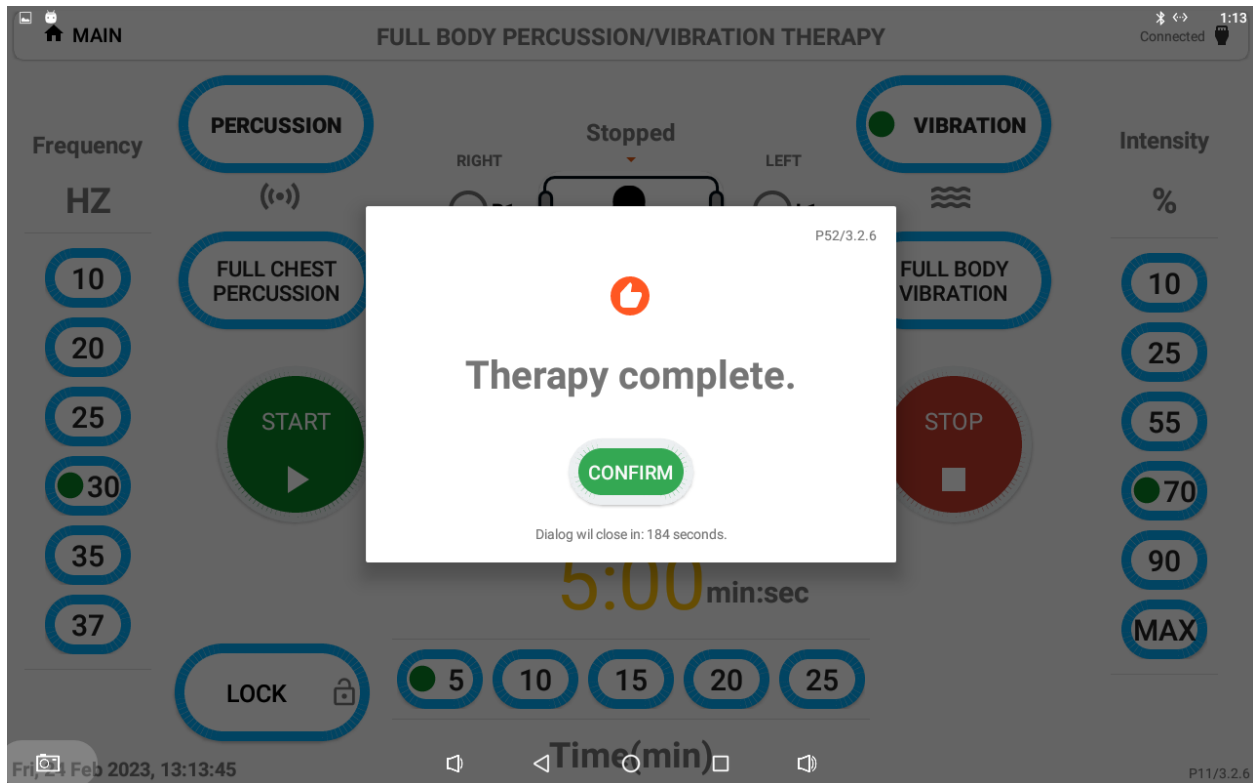 1:13
MAIN
FULL BODY PERCUSSION/VIBRATION THERAPY
Connected
PERCUSSION
VIBRATION
Frequency
HZ
Stopped
RIGHT
LEFT
Intensity
%
P52/3.2.6
FULL CHEST
PERCUSSION
FULL BODY
VIBRATION
10
20
25
30
35
37
START
Therapy complete.
CONFIRM
Dialog wil close in: 184 seconds.
STOP
10
25
55
70
90
MAX
5:00 min:sec
LOCK
5
10
15
20
25
Time(min)
Fri, 24 Feb 2023, 13:13:45
P11/3.2.6